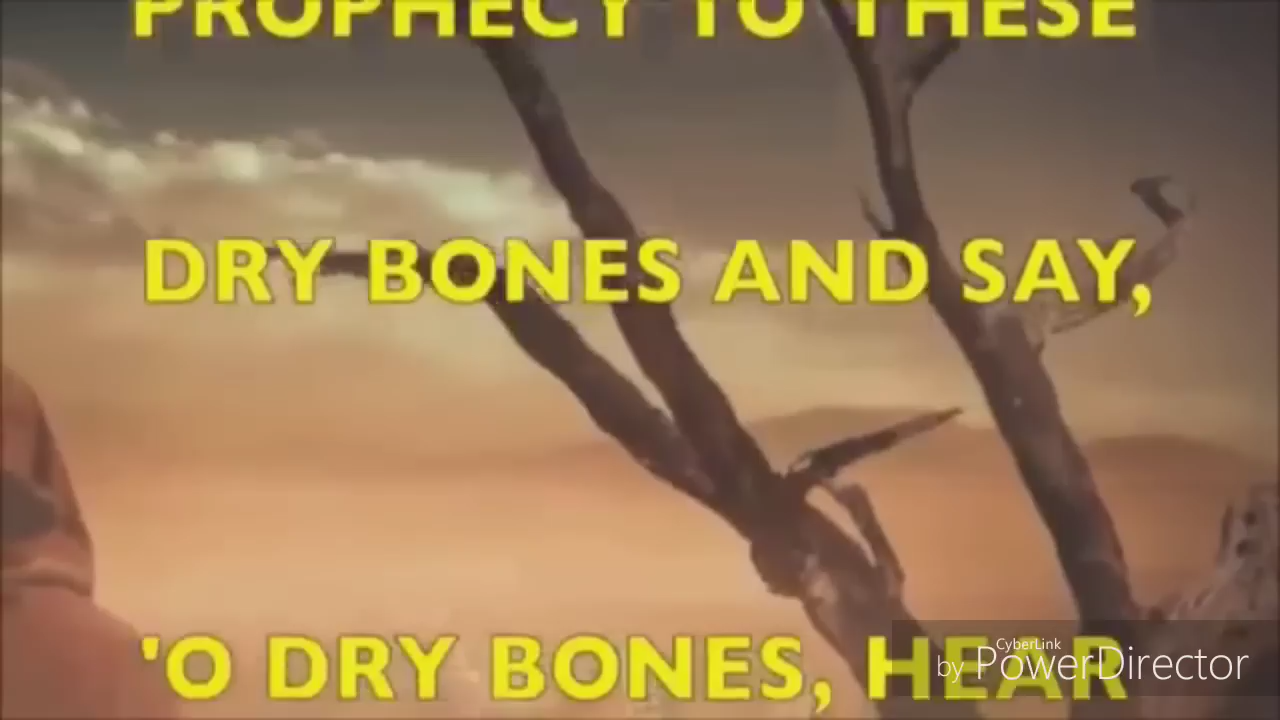 PROPHECY TO THESE
DRY BONES AND SAY,
'O DRY BONES, HEAR
CyberLink
by PowerDirector